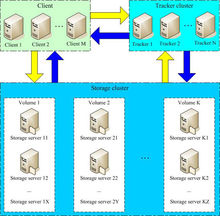 Client
Client 1 Client 2 Client M
Tracker cluster
Tracker 1 Tracker 2 Tracker N
Storage cluster
Volume 1 Volume 2 Volume K
Storage server 11 Storage server 21 Storage server K1
Storage server 12 Storage server 22 Storage server K2
... ... ...
Storage server 1X Storage server 2Y Storage server KZ